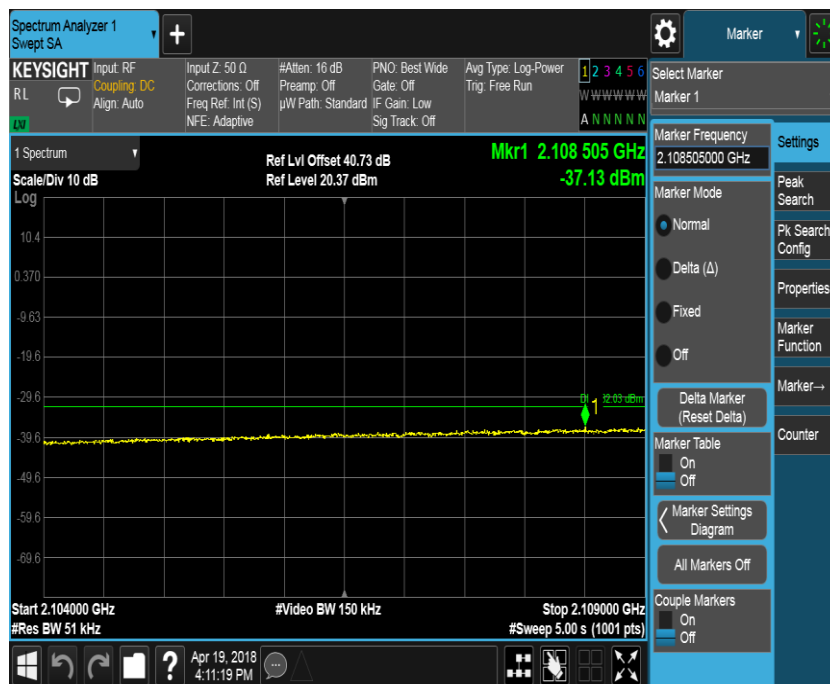 Spectrum Analyzer 1
Swept SA
+
Marker
KEYSIGHT
RL
LXI
Input: RF
Coupling: DC
Align: Auto
Input Z: 50 Ω
Corrections: Off
Freq Ref: Int (S)
NFE: Adaptive
#Atten: 16 dB
Preamp: Off
µW Path: Standard
PNO: Best Wide
Gate: Off
IF Gain: Low
Sig Track: Off
Avg Type: Log-Power
Trig: Free Run
1 2 3 4 5 6
W W W W W W
A N N N N N
Select Marker
Marker 1
1 Spectrum
Scale/Div 10 dB
Log
Ref Lvl Offset 40.73 dB
Ref Level 20.37 dBm
Mkr1 2.108 505 GHz
-37.13 dBm
10.4
0.370
-9.63
-19.6
-29.6
-39.6
-49.6
-59.6
-69.6
1
Start 2.104000 GHz
#Video BW 150 kHz
Stop 2.109000 GHz
#Res BW 51 kHz
#Sweep 5.00 s (1001 pts)
Marker Frequency
2.108505000 GHz
Marker Mode
Normal
Delta (Δ)
Fixed
Off
Delta Marker
(Reset Delta)
Marker Table
On
Off
Marker Settings
Diagram
All Markers Off
Couple Markers
On
Off
Settings
Peak
Search
Pk Search
Config
Properties
Marker
Function
Marker→
Counter
?
Apr 19, 2018
4:11:19 PM